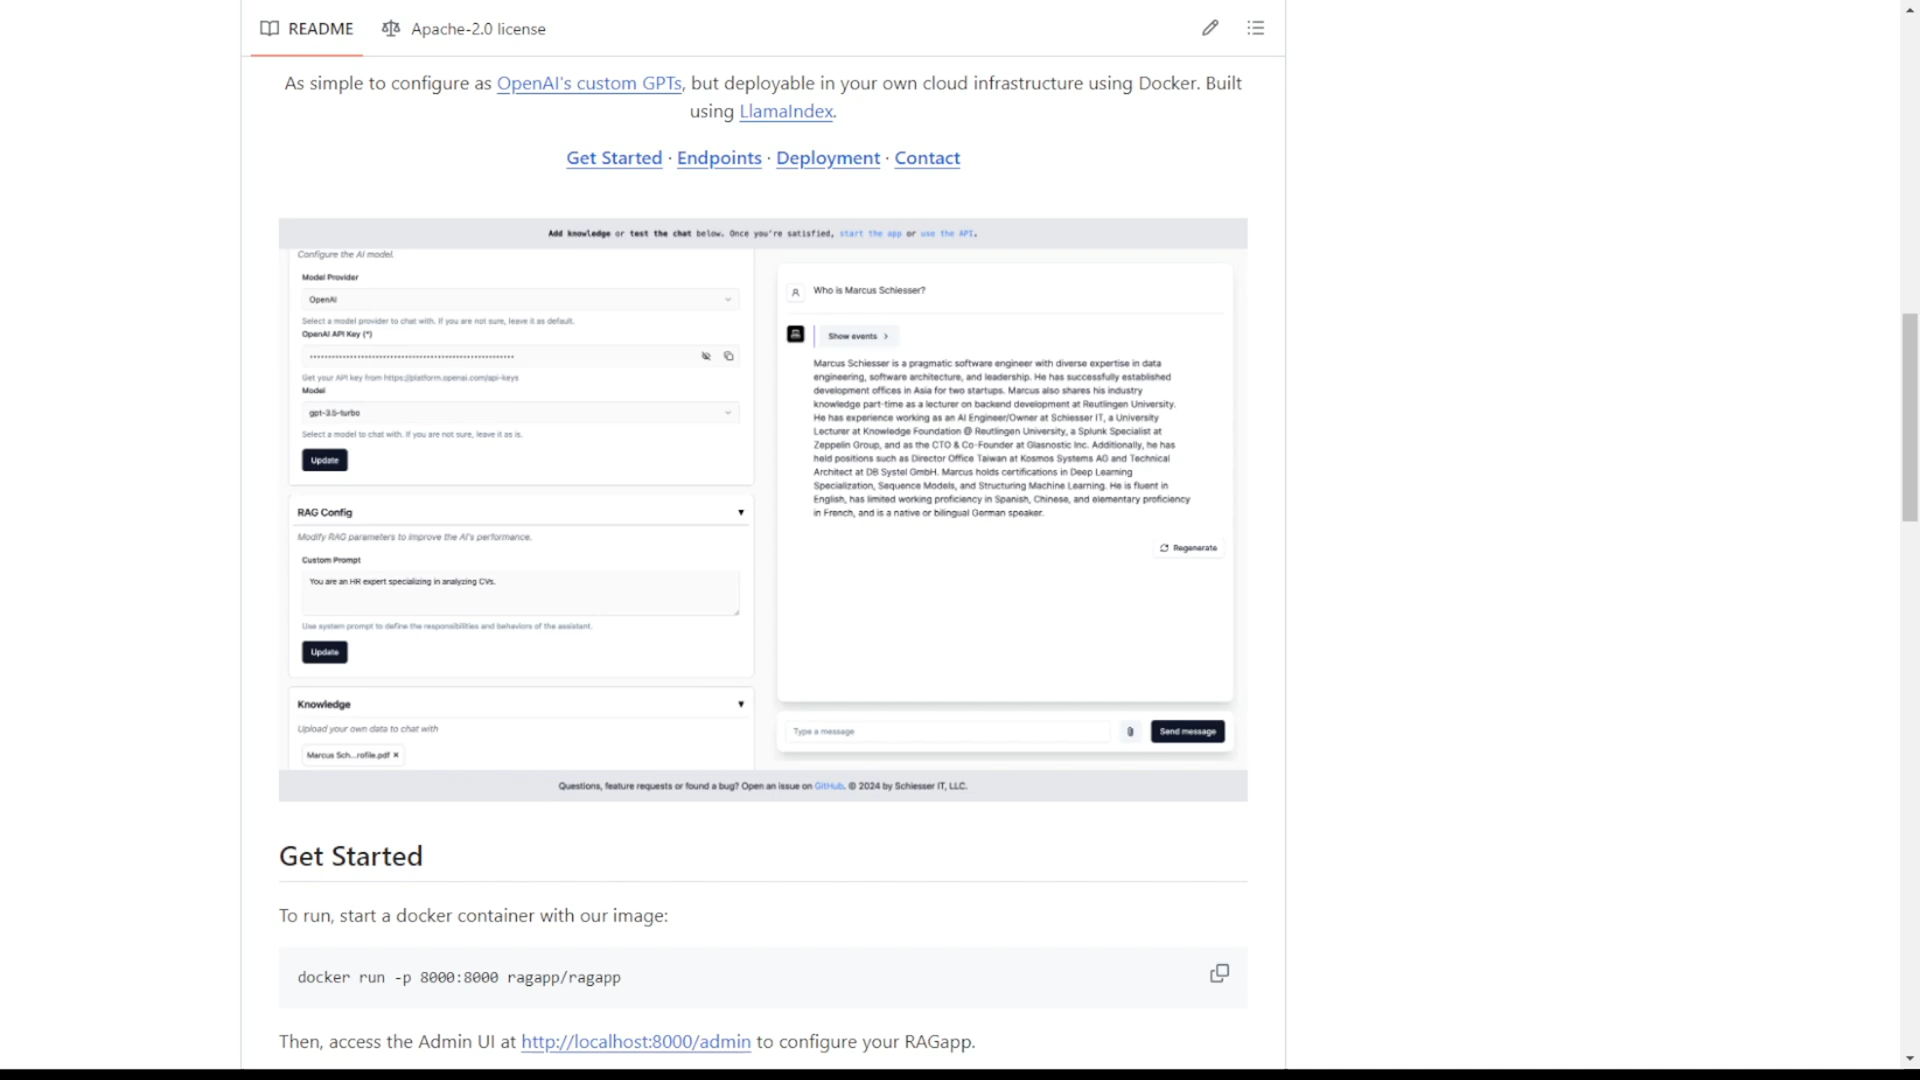 README
Apache-2.0 license
As simple to configure as OpenAI's custom GPTs, but deployable in your own cloud infrastructure using Docker. Built
using LlamaIndex.
Get Started · Endpoints · Deployment · Contact
Add knowledge or test the chat below. Once you're satisfied, start the app or use the API.
Configure the AI model.
Model Provider
OpenAI
Select a model provider to chat with. If you are not sure, leave it as default.
OpenAI API Key (*)
Get your API key from https://platform.openai.com/api-keys
Model
gpt-3.5-turbo
Select a model to chat with. If you are not sure, leave it as is.
Update
RAG Config
Modify RAG parameters to improve the AI's performance.
Custom Prompt
You are an HR expert specializing in analyzing CVs.
Use system prompt to define the responsibilities and behaviors of the assistant.
Update
Knowledge
Upload your own data to chat with
Marcus Sch...rofile.pdf ×
Who is Marcus Schiesser?
Show events >
Marcus Schiesser is a pragmatic software engineer with diverse expertise in data
engineering, software architecture, and leadership. He has successfully established
development offices in Asia for two startups. Marcus also shares his industry
knowledge part-time as a lecturer on backend development at Reutlingen University.
He has experience working as an AI Engineer/Owner at Schiesser IT, a University
Lecturer at Knowledge Foundation @ Reutlingen University, a Splunk Specialist at
Zeppelin Group, and as the CTO & Co-Founder at Glasnostic Inc. Additionally, he has
held positions such as Director Office Taiwan at Kosmos Systems AG and Technical
Architect at DB Systel GmbH. Marcus holds certifications in Deep Learning
Specialization, Sequence Models, and Structuring Machine Learning. He is fluent in
English, has limited working proficiency in Spanish, Chinese, and elementary proficiency
in French, and is a native or bilingual German speaker.
Regenerate
Type a message
Send message
Questions, feature requests or found a bug? Open an issue on GitHub. © 2024 by Schiesser IT, LLC.
Get Started
To run, start a docker container with our image:
docker run -p 8000:8000 ragapp/ragapp
Then, access the Admin UI at http://localhost:8000/admin to configure your RAGapp.